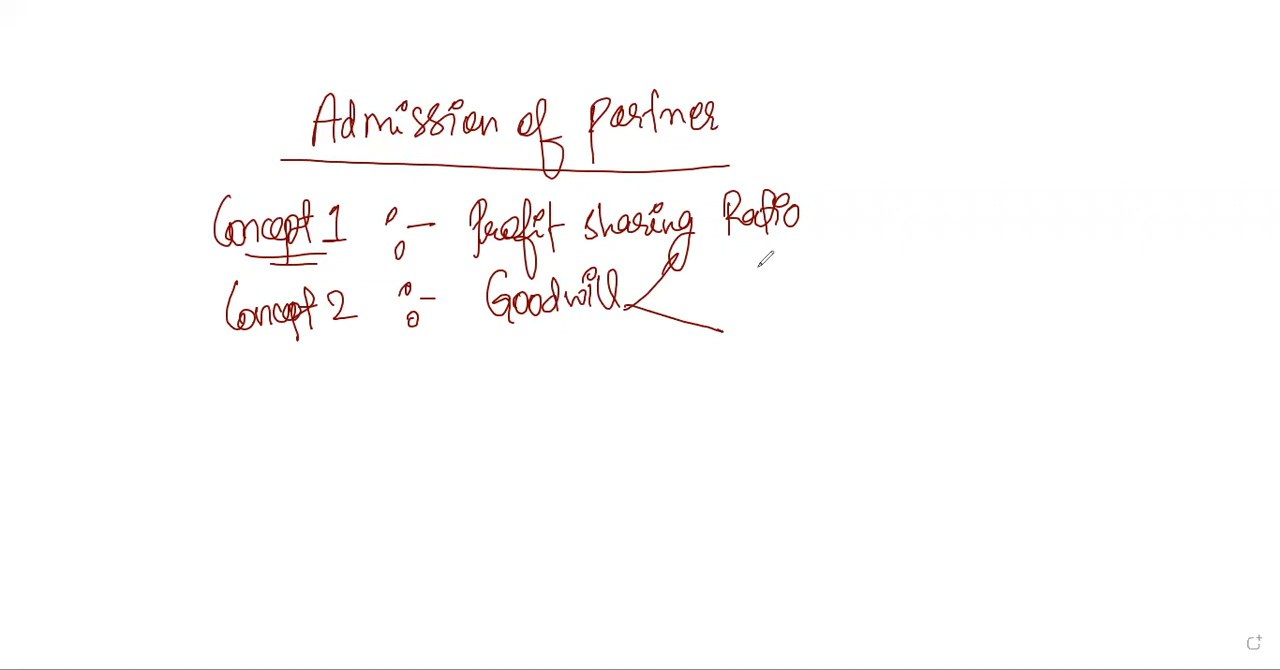 Admission of Partner
Concept 1 :- Profit Sharing Ratio
Concept 2 :- Goodwill